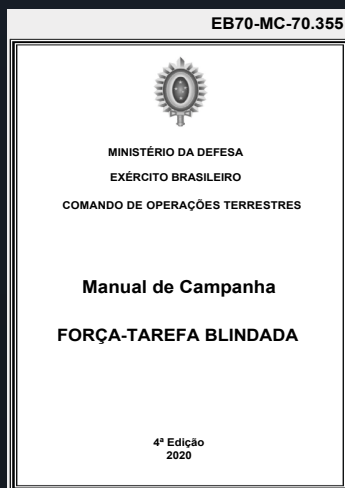 EB70-MC-70.355
MINISTÉRIO DA DEFESA
EXÉRCITO BRASILEIRO
COMANDO DE OPERAÇÕES TERRESTRES
Manual de Campanha
FORÇA-TAREFA BLINDADA
4ª Edição
2020